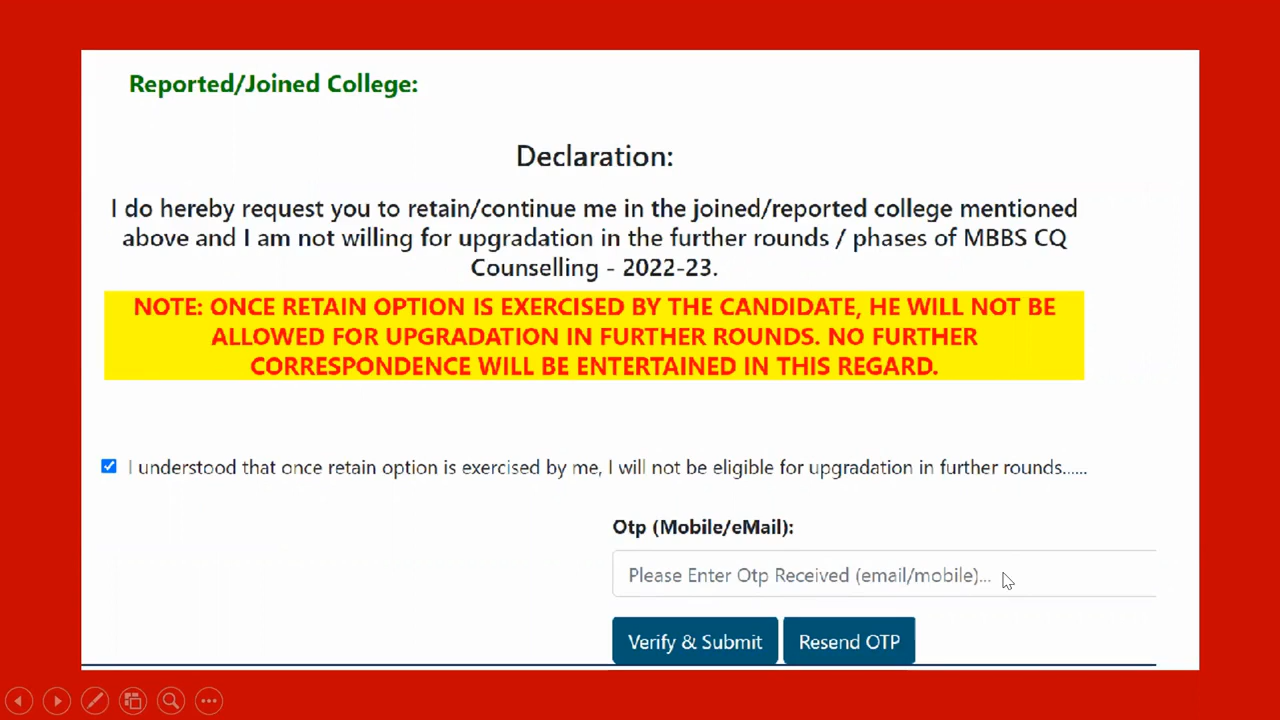 Reported/Joined College:
Declaration:
I do hereby request you to retain/continue me in the joined/reported college mentioned
above and I am not willing for upgradation in the further rounds / phases of MBBS CQ
Counselling - 2022-23.
NOTE: ONCE RETAIN OPTION IS EXERCISED BY THE CANDIDATE, HE WILL NOT BE
ALLOWED FOR UPGRADATION IN FURTHER ROUNDS. NO FURTHER
CORRESPONDENCE WILL BE ENTERTAINED IN THIS REGARD.
I understood that once retain option is exercised by me, I will not be eligible for upgradation in further rounds......
Otp (Mobile/eMail):
Please Enter Otp Received (email/mobile)...
Verify & Submit Resend OTP